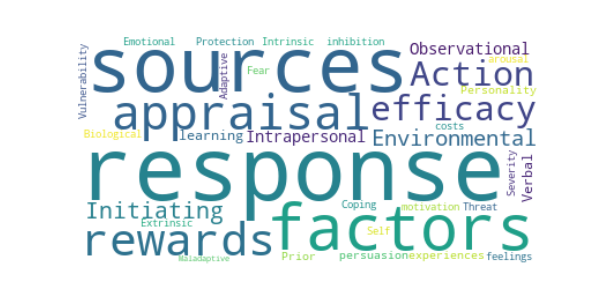 Emotional Protection Intrinsic inhibition
sources
Observational
Vulnerability
Adaptive
Fear
arousal
Action
Personality
appraisal
efficacy
Biological
learning
Intrapersonal
costs
Environmental
response
Severity
Verbal
Initiating
Extrinsic
Coping
motivation
Threat
rewards
factors
Self
Maladaptive
Prior
persuasion
experiences
feelings